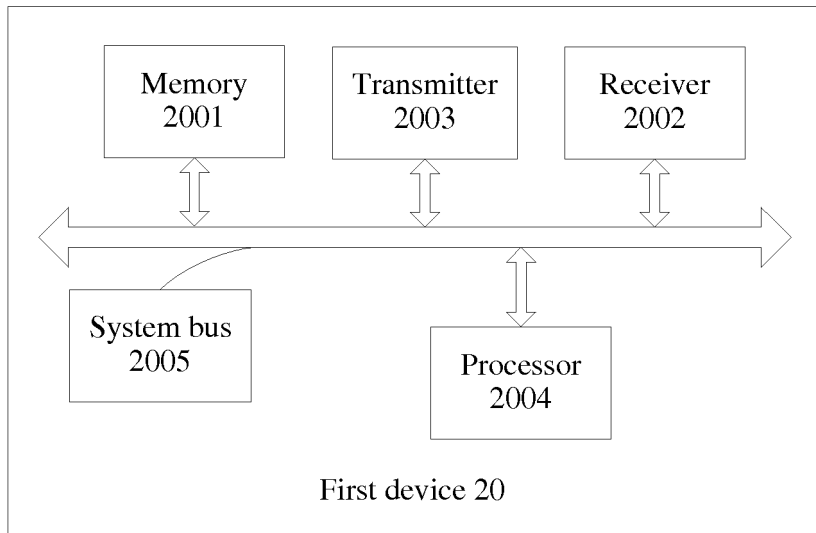 Memory
2001
Transmitter
2003
Receiver
2002
System bus
2005
Processor
2004
First device 20